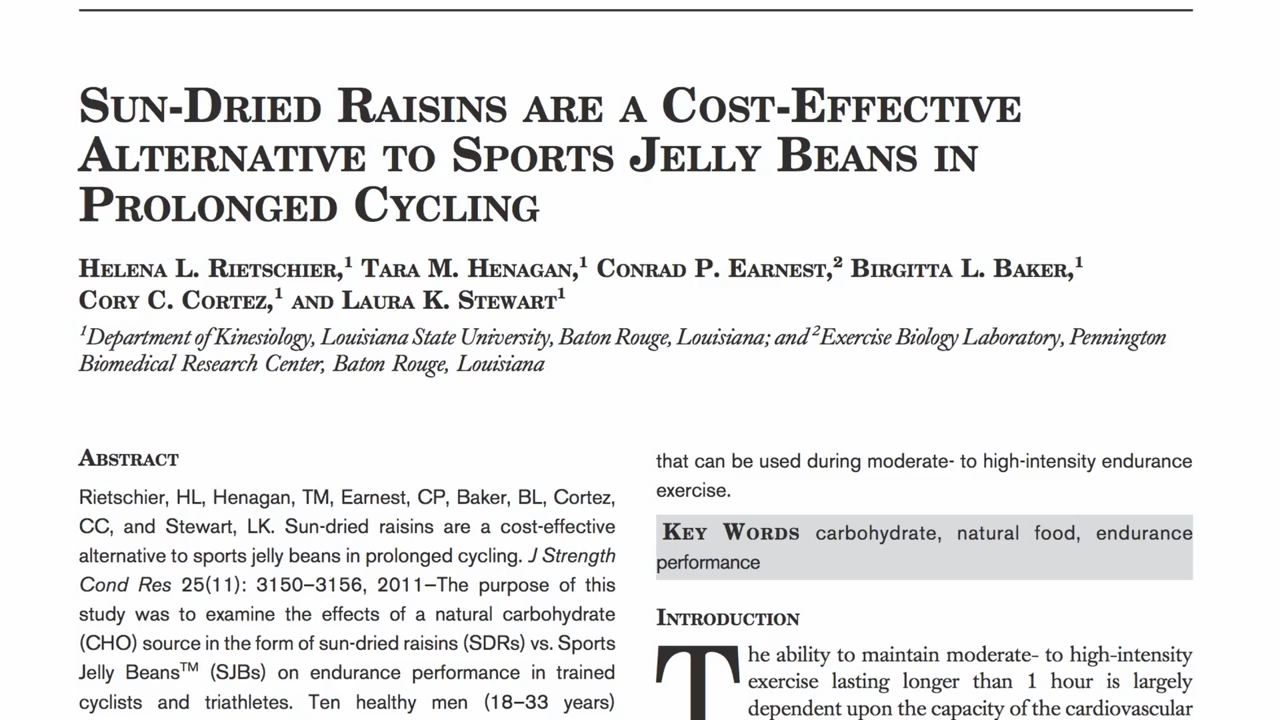 Sun-Dried Raisins are a Cost-Effective
Alternative to Sports Jelly Beans in
Prolonged Cycling
Helena L. Rietschier,¹ Tara M. Henagan,¹ Conrad P. Earnest,² Birgitta L. Baker,¹
Cory C. Cortez,¹ and Laura K. Stewart¹
¹Department of Kinesiology, Louisiana State University, Baton Rouge, Louisiana; and ²Exercise Biology Laboratory, Pennington
Biomedical Research Center, Baton Rouge, Louisiana
Abstract
Rietschier, HL, Henagan, TM, Earnest, CP, Baker, BL, Cortez,
CC, and Stewart, LK. Sun-dried raisins are a cost-effective
alternative to sports jelly beans in prolonged cycling. J Strength
Cond Res 25(11): 3150–3156, 2011—The purpose of this
study was to examine the effects of a natural carbohydrate
(CHO) source in the form of sun-dried raisins (SDRs) vs. Sports
Jelly Beans™ (SJBs) on endurance performance in trained
cyclists and triathletes. Ten healthy men (18–33 years)
that can be used during moderate- to high-intensity endurance
exercise.
Key Words carbohydrate, natural food, endurance
performance
Introduction
The ability to maintain moderate- to high-intensity
exercise lasting longer than 1 hour is largely
dependent upon the capacity of the cardiovascular